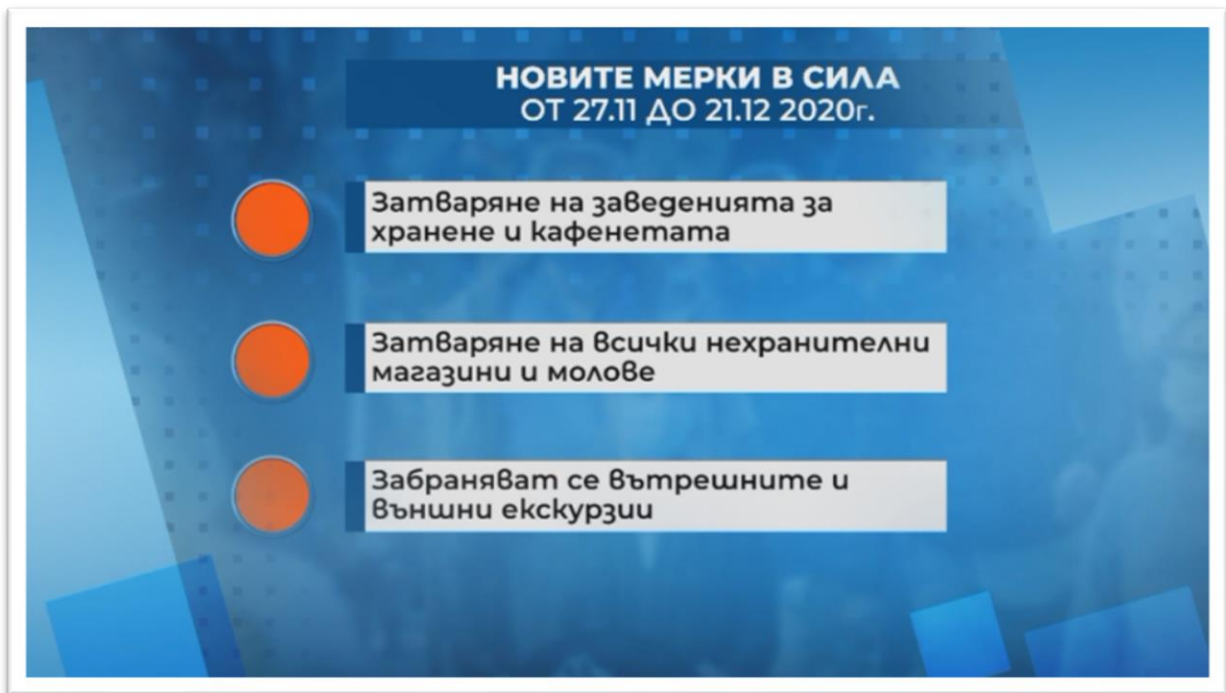 НОВИТЕ МЕРКИ В СИЛА
ОТ 27.11 ДО 21.12 2020г.
Затваряне на заведенията за
хранене и кафенетата
Затваряне на всички нехранителни
магазини и молове
Забраняват се вътрешните и
външни екскурзии